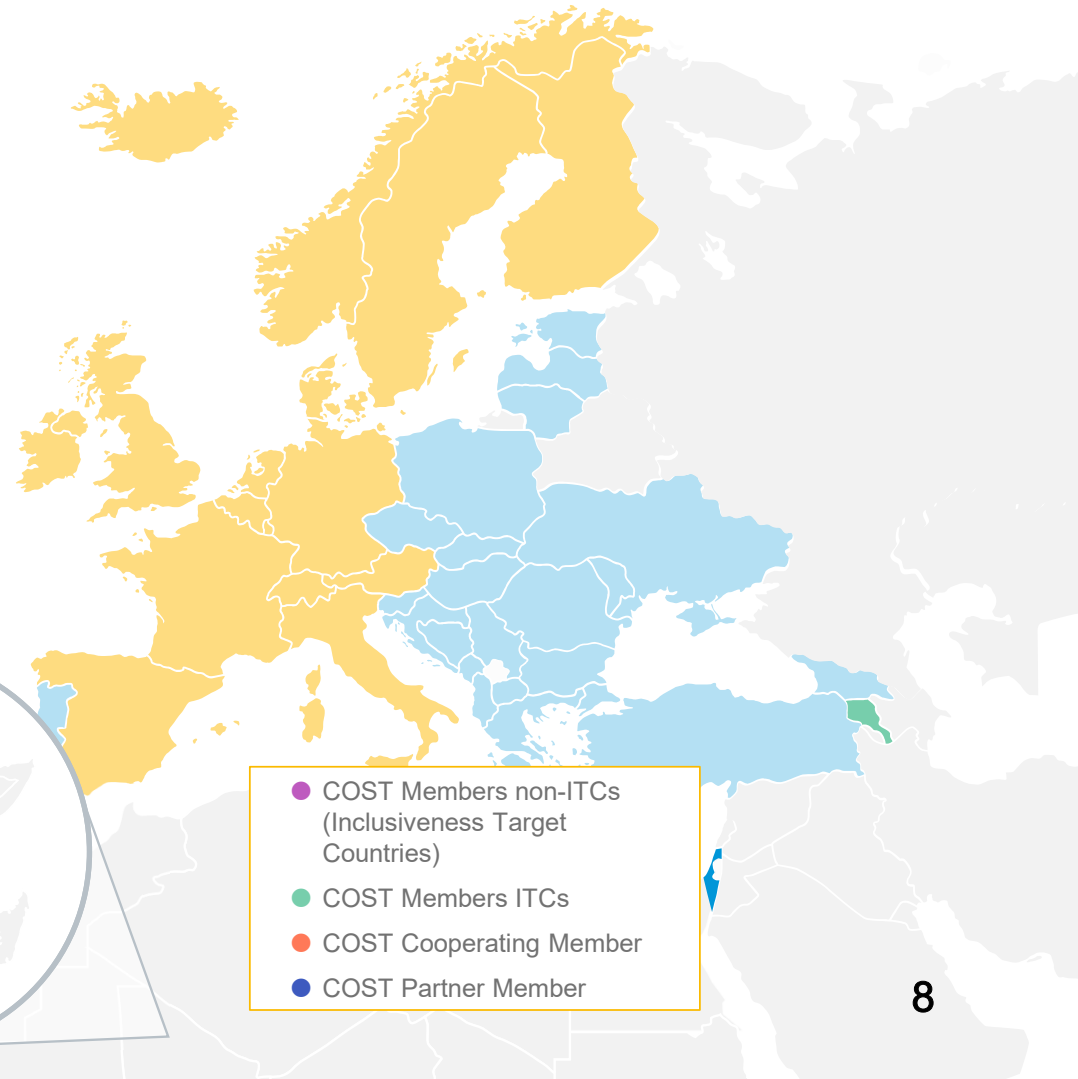 COST Members non-ITCs
(Inclusiveness Target
Countries)
COST Members ITCs
COST Cooperating Member
COST Partner Member
8